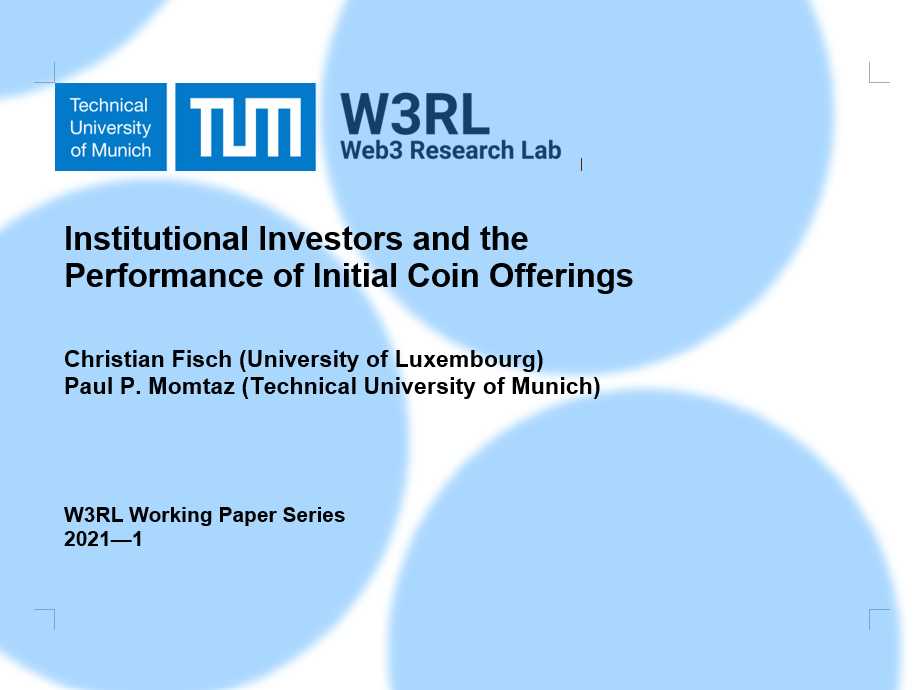 Technical
University
of Munich
TUM
W3RL
Web3 Research Lab
Institutional Investors and the
Performance of Initial Coin Offerings
Christian Fisch (University of Luxembourg)
Paul P. Momtaz (Technical University of Munich)
W3RL Working Paper Series
2021—1